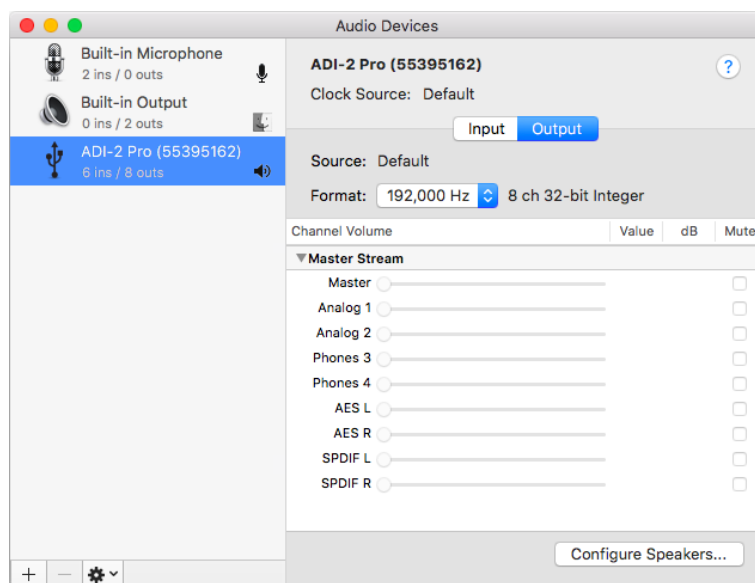 Audio Devices
Built-in Microphone
2 ins / 0 outs
Built-in Output
0 ins / 2 outs
ADI-2 Pro (55395162)
6 ins / 8 outs
ADI-2 Pro (55395162)
?
Clock Source: Default
Input Output
Source: Default
Format: 192,000 Hz 8 ch 32-bit Integer
Channel Volume Value dB Mute
Master Stream
Master
Analog 1
Analog 2
Phones 3
Phones 4
AES L
AES R
SPDIF L
SPDIF R
Configure Speakers...